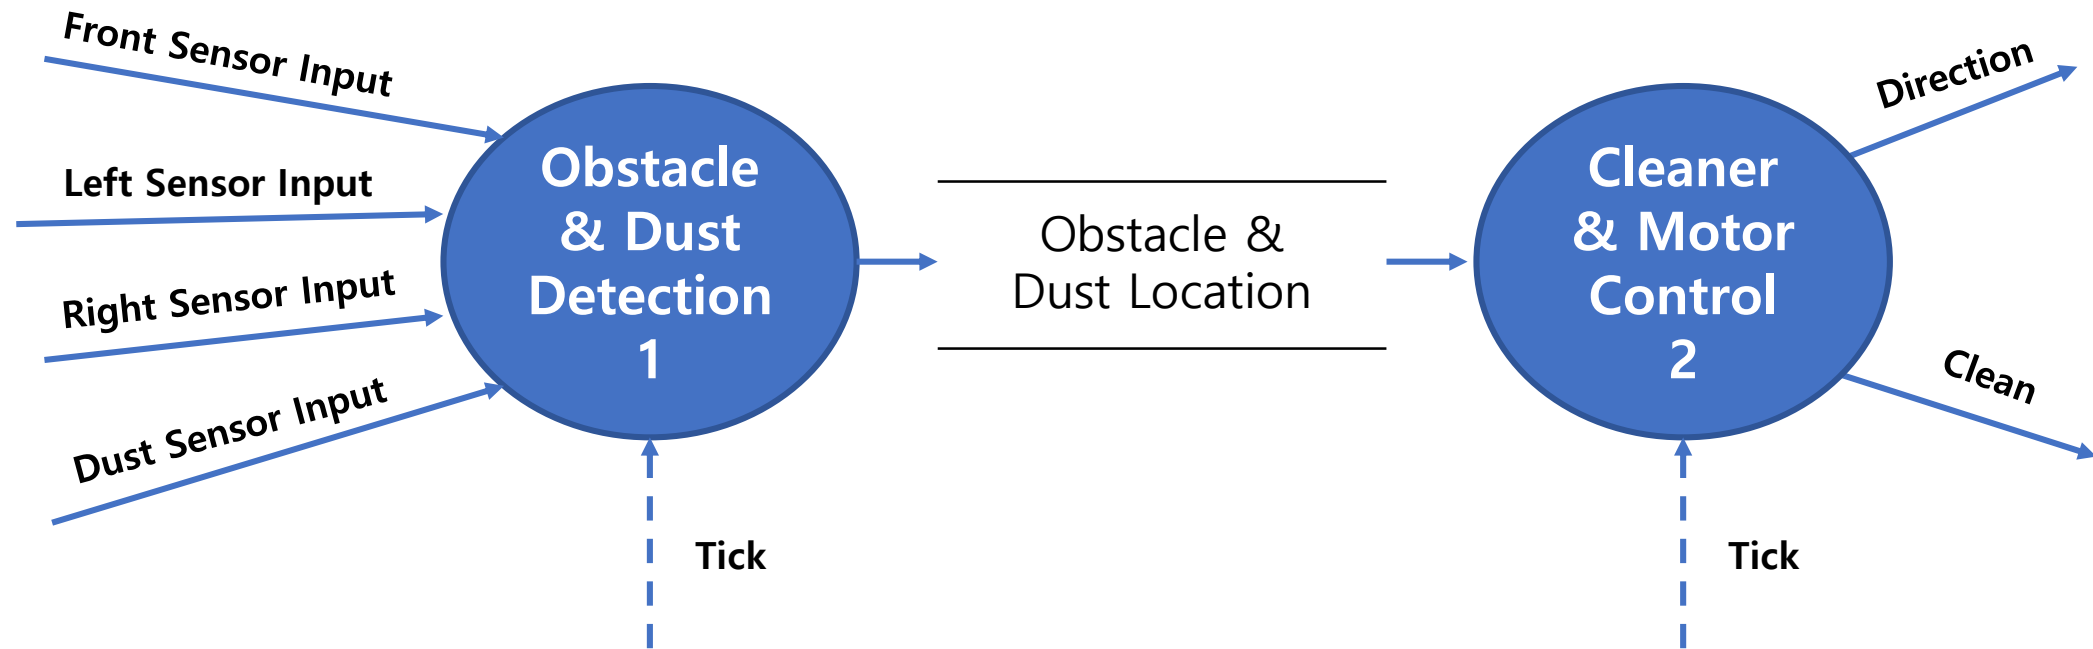 Front Sensor Input
Left Sensor Input
Right Sensor Input
Dust Sensor Input
Obstacle
& Dust
Detection
1
Tick
Obstacle &
Dust Location
Cleaner
& Motor
Control
2
Tick
Direction
Clean